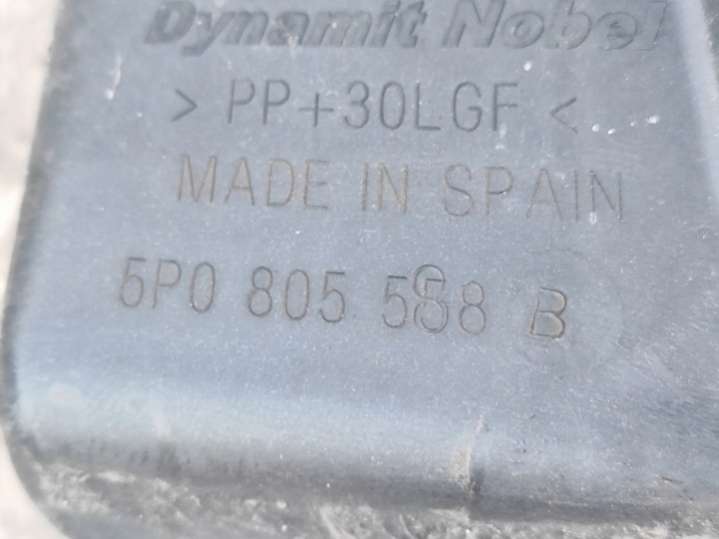 Dynamit Nobel
> PP+30LGF <
MADE IN SPAIN
5P0 805 588 B